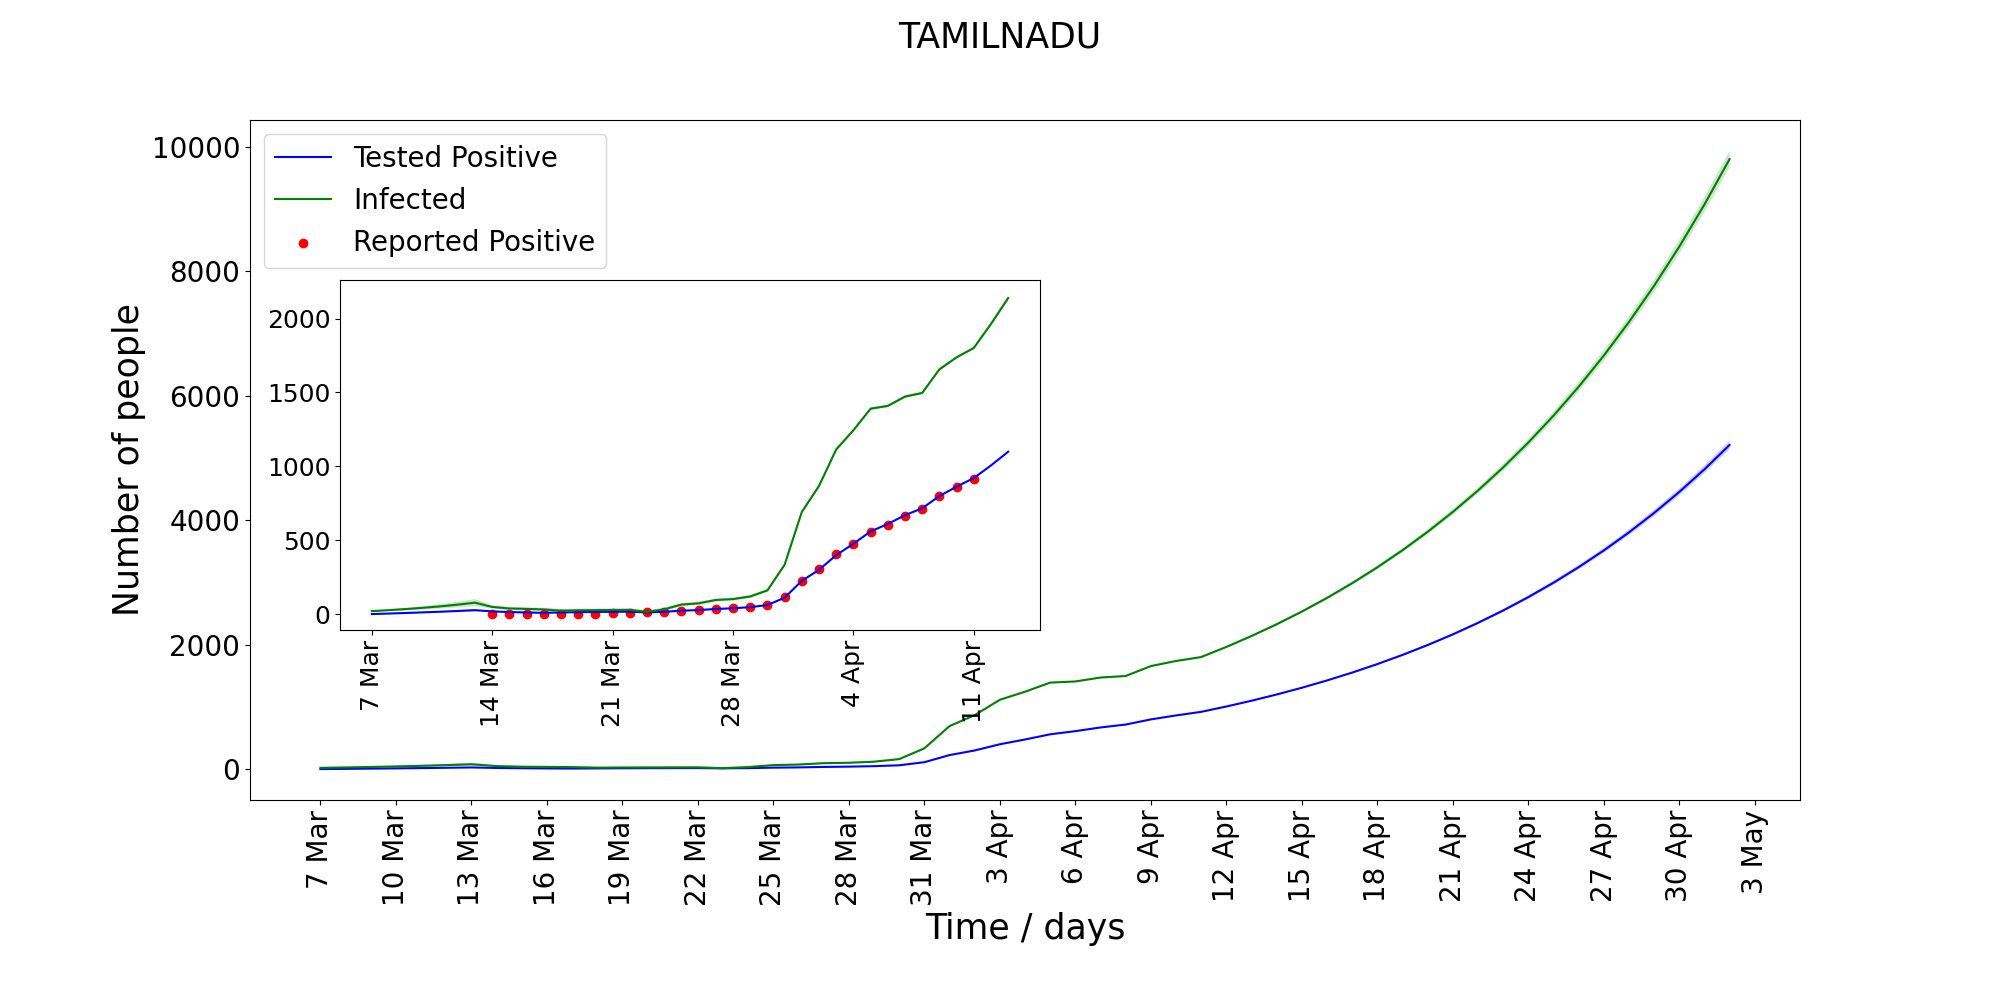 TAMILNADU
Tested Positive
Infected
Reported Positive
Number of people
10000
8000
6000
4000
2000
0
2000
1500
1000
500
0
7 Mar
14 Mar
21 Mar
28 Mar
4 Apr
11 Apr
7 Mar
10 Mar
13 Mar
16 Mar
19 Mar
22 Mar
25 Mar
28 Mar
31 Mar
3 Apr
6 Apr
9 Apr
12 Apr
15 Apr
18 Apr
21 Apr
24 Apr
27 Apr
30 Apr
3 May
Time / days